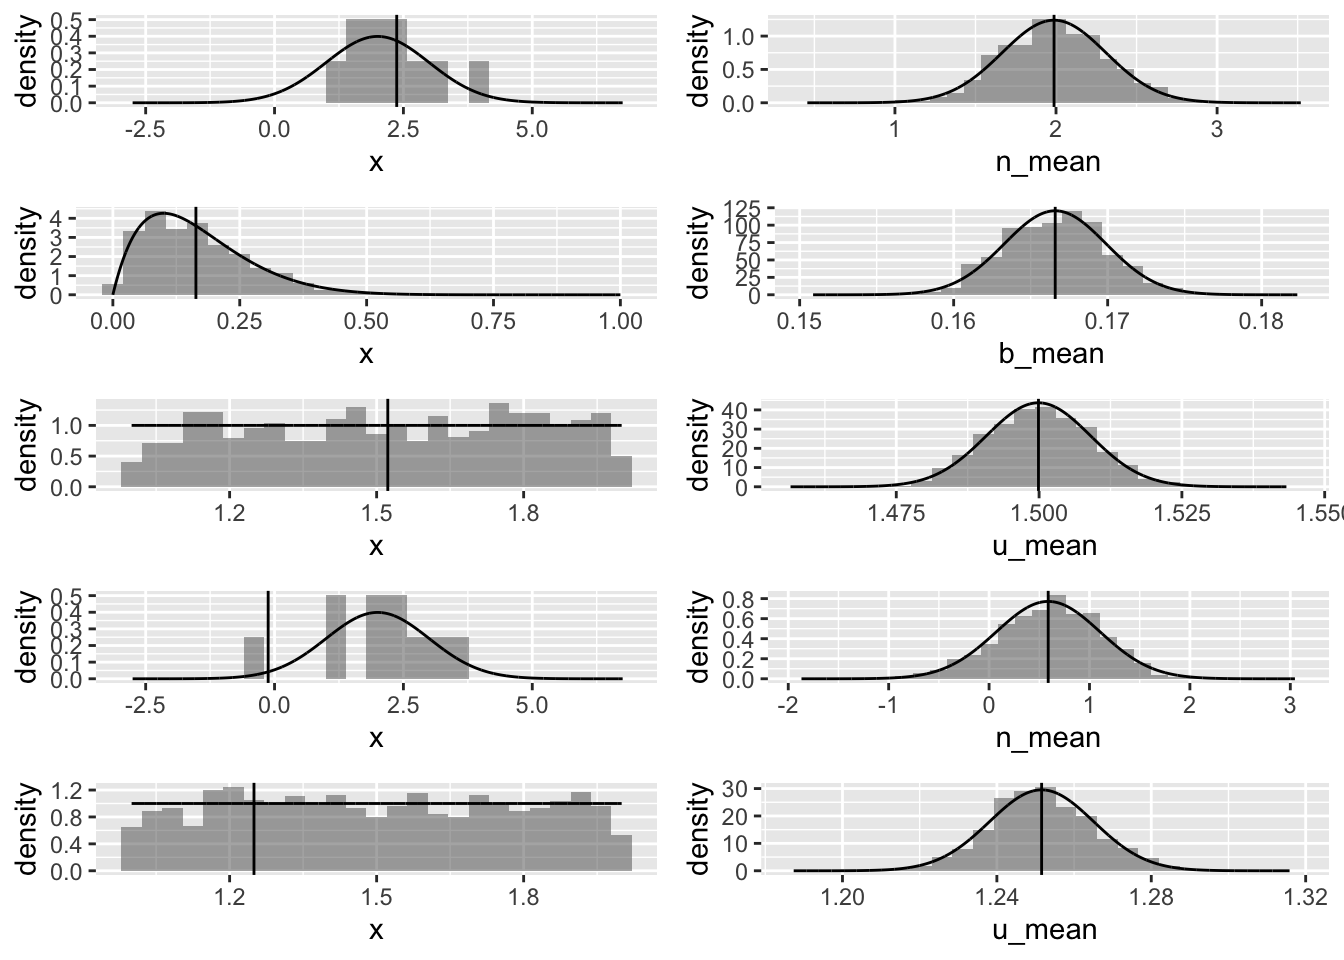 density
0.5
0.4
0.3
0.2
0.1
0.0
-2.5 0.0 2.5 5.0
x
density
1.0
0.5
0.0
1 2 3
n_mean
density
4
3
2
1
0
0.00 0.25 0.50 0.75 1.00
x
density
125
100
75
50
25
0
0.15 0.16 0.17 0.18
b_mean
density
1.0
0.5
0.0
1.2 1.5 1.8
x
density
40
30
20
10
0
1.475 1.500 1.525 1.550
u_mean
density
0.5
0.4
0.3
0.2
0.1
0.0
-2.5 0.0 2.5 5.0
x
density
0.8
0.6
0.4
0.2
0.0
-2 -1 0 1 2 3
n_mean
density
1.2
0.8
0.4
0.0
1.2 1.5 1.8
x
density
30
20
10
0
1.20 1.24 1.28 1.32
u_mean